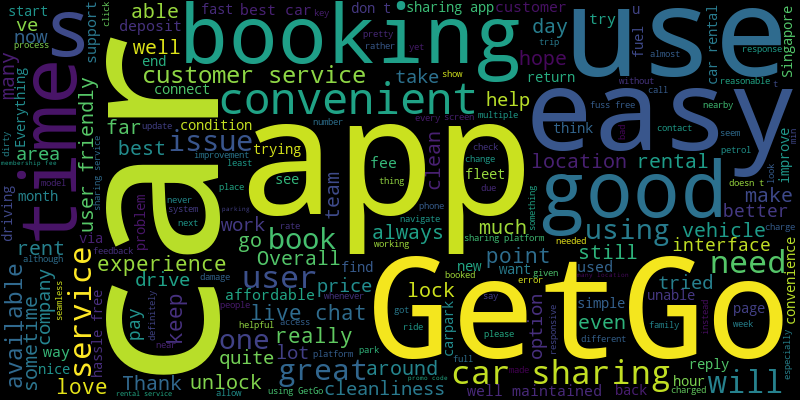 car
app
GetGo
use
easy
booking
good
time
s
convenient
car sharing
customer service
service
great
user
book
one
using
issue
will
need
experience
live chat
really
rental
location
vehicle
interface
unlock
cleanliness
available
sometime
company
user friendly
hassle free
well maintained
always
around
Overall
affordable
price
point
option
still
even
tried
unable
much
better
make
improve
convenience
Singapore
car rental
sharing app
best car
fast
customer
don t
key
able
deposit
well
end
connect
take
day
hope
return
help
try
u
fuel
trip
pretty
rather
yet
almost
response
reasonable
without
call
nearby
fuss free
think
contact
seem
petrol
min
look
doesn t
charge
start
ve
now
many
process
Everything
dirty
membership fee
area
month
driving
model
rent
although
way
nice
love
seamless
pay
keep
drive
via
problem
feedback
far
best
support
click
update
improvement
never
system
next
place
parking
rate
condition
trying
number
least
see
fee
thing
team
clean
fleet
check
change
due
every
screen
multiple
phone
navigate
working
sharing platform
sharing service
something
needed
work
go
find
want
new
used
booked
given
error
say
got
ride
carpark
lock
please
responsive
simple
different
family
page
week
instead
bad
especially
reply
hour
charged
back
full
made
show
promo code
park
platform
access
helpful
people
damage
whenever
lot
quite
definitely
near
Thank
allow
using GetGo
rental service